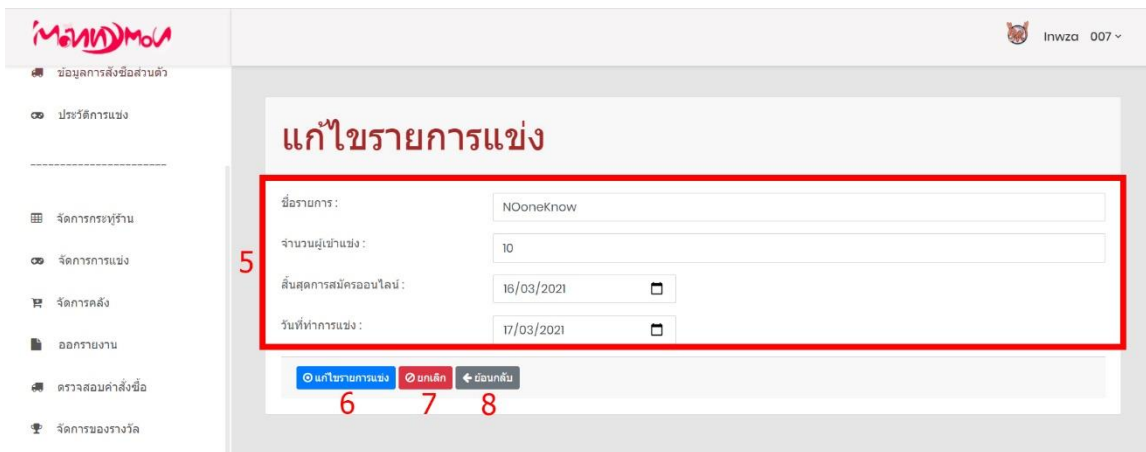 Inwza 007
ข้อมูลการสั่งซื้อส่วนตัว
ประวัติการแข่ง
-----------------------
จัดการกระทู้ร้าน
จัดการการแข่ง
จัดการคลัง
ออกรายงาน
ตรวจสอบคำสั่งซื้อ
จัดการของรางวัล
แก้ไขรายการแข่ง
5
ชื่อรายการ :
NOoneKnow
จำนวนผู้เข้าแข่ง :
10
สิ้นสุดการสมัครออนไลน์ :
16/03/2021
วันที่ทำการแข่ง :
17/03/2021
แก้ไขรายการแข่ง ยกเลิก ย้อนกลับ
6 7 8